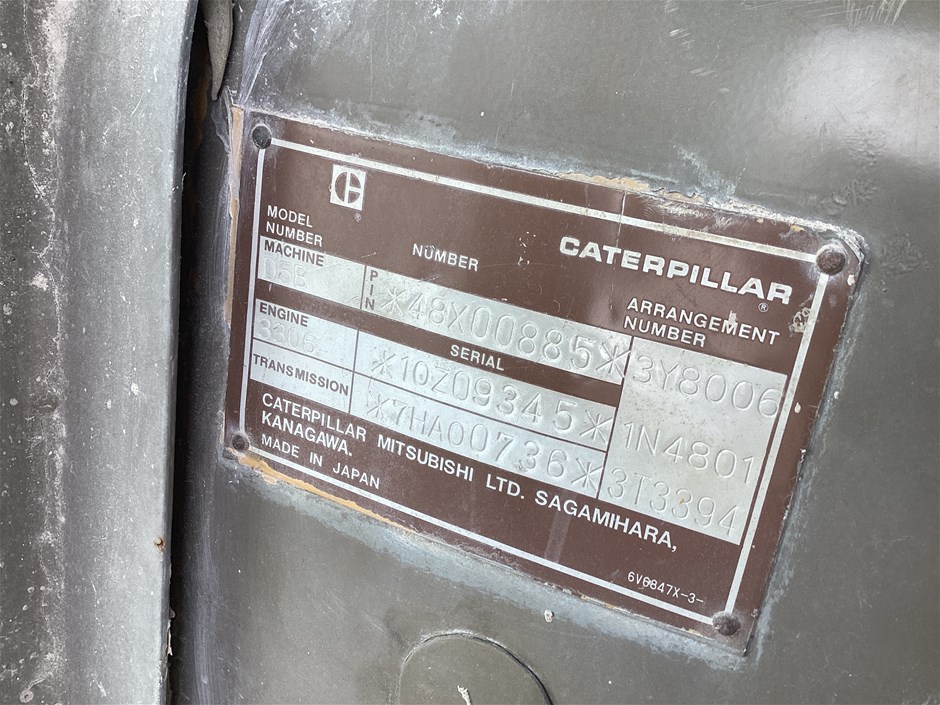 MODEL
NUMBER
NUMBER
CATERPILLAR®
ARRANGEMENT
NUMBER
MACHINE
D5B
PIN
*48X00885*
3Y8006
ENGINE
3306
SERIAL
*10Z09345*
1N4801
TRANSMISSION
*7HA00736*
3T3394
CATERPILLAR MITSUBISHI LTD. SAGAMIHARA,
KANAGAWA.
MADE IN JAPAN